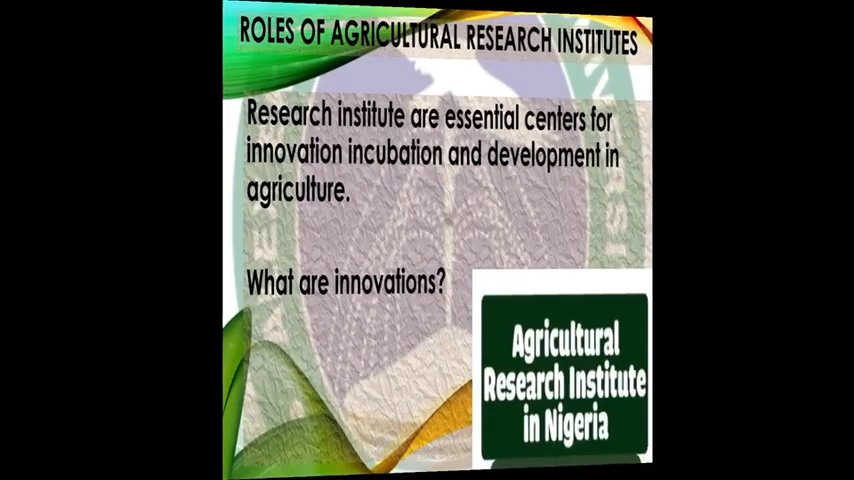 ROLES OF AGRICULTURAL RESEARCH INSTITUTES
Research institute are essential centers for
innovation incubation and development in
agriculture.
What are innovations?
Agricultural
Research Institute
in Nigeria